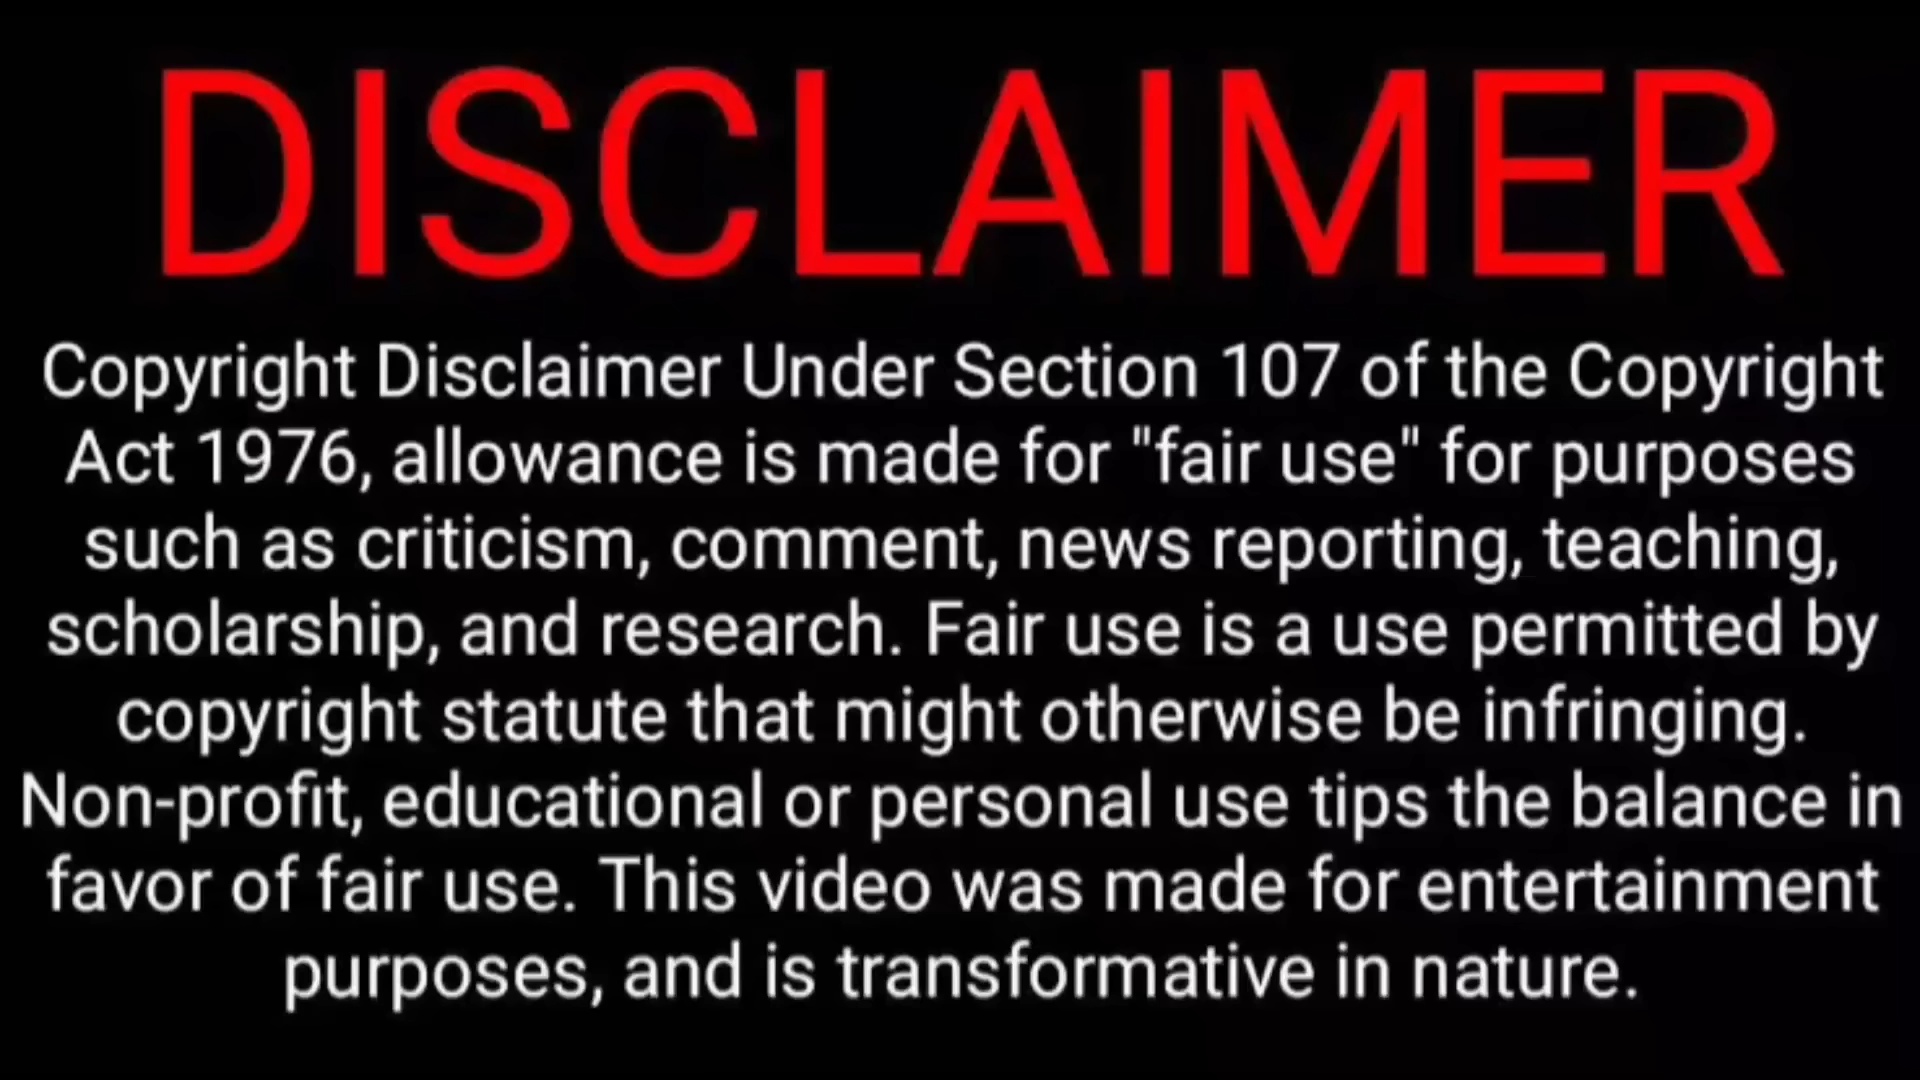 DISCLAIMER
Copyright Disclaimer Under Section 107 of the Copyright
Act 1976, allowance is made for "fair use" for purposes
such as criticism, comment, news reporting, teaching,
scholarship, and research. Fair use is a use permitted by
copyright statute that might otherwise be infringing.
Non-profit, educational or personal use tips the balance in
favor of fair use. This video was made for entertainment
purposes, and is transformative in nature.